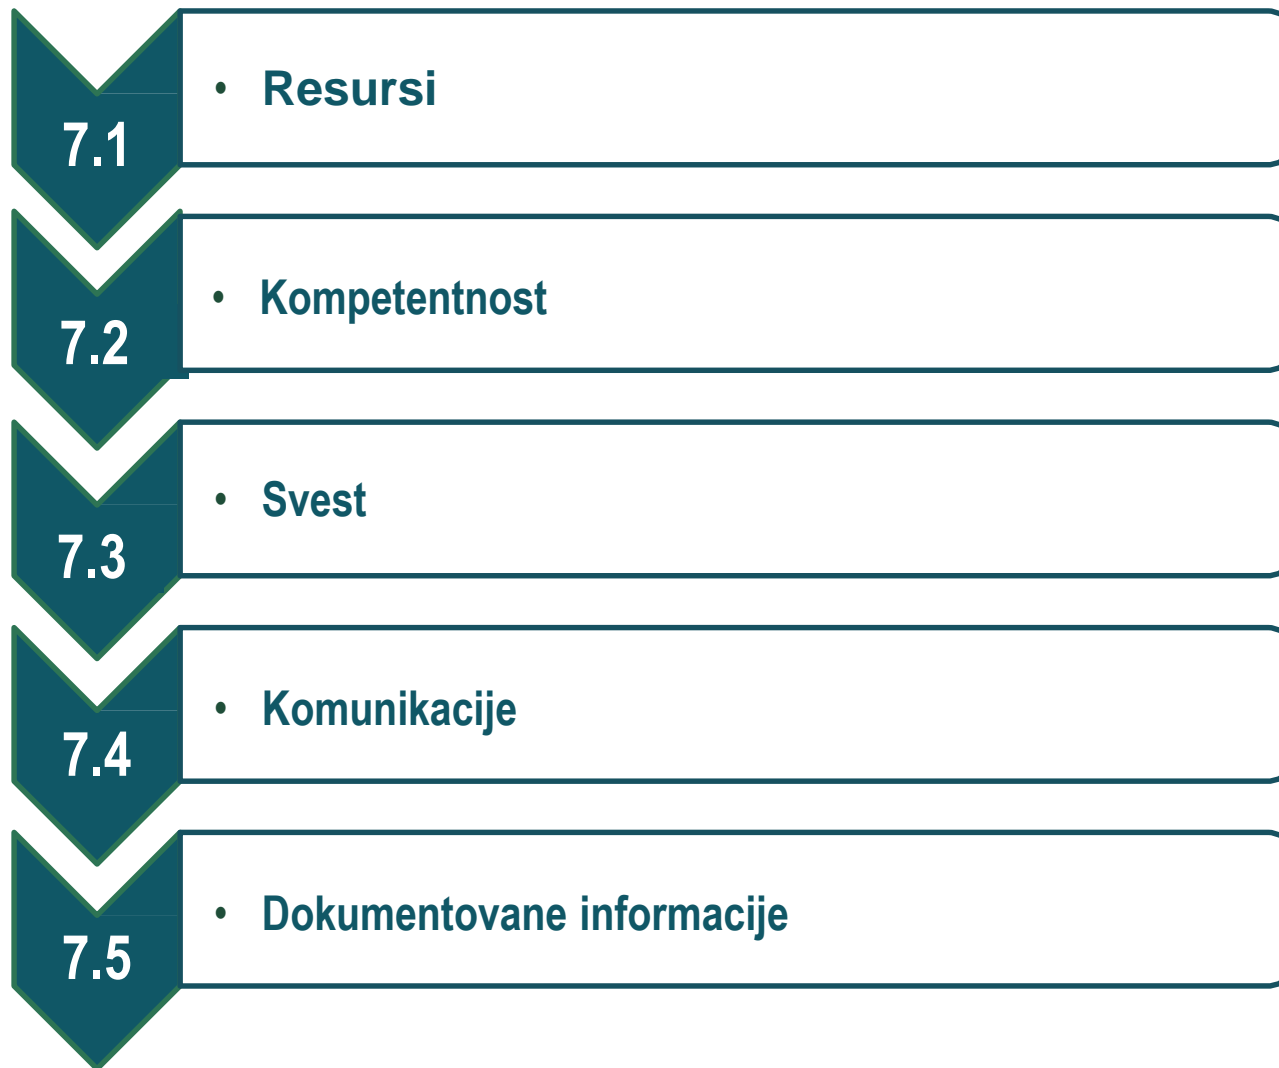 • Resursi
7.1
• Kompetentnost
7.2
• Svest
7.3
• Komunikacije
7.4
• Dokumentovane informacije
7.5